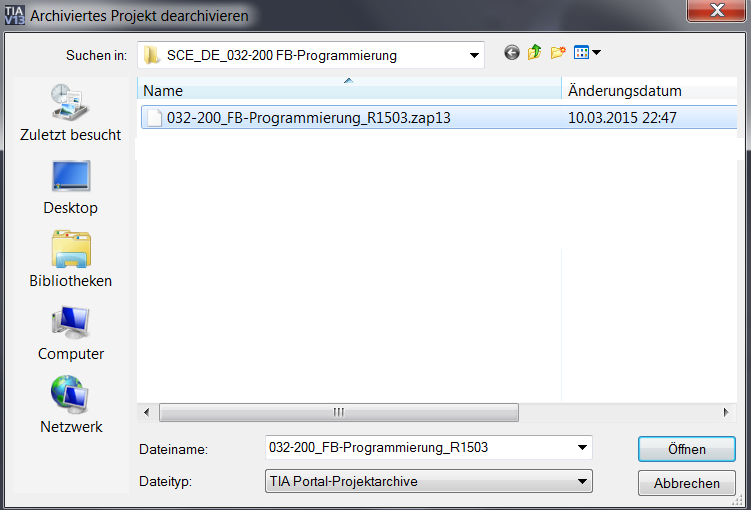 TIA
V13
Archiviertes Projekt dearchivieren
Suchen in: SCE_DE_032-200 FB-Programmierung
Name Änderungsdatum
032-200_FB-Programmierung_R1503.zap13 10.03.2015 22:47
Zuletzt besucht
Desktop
Bibliotheken
Computer
Netzwerk
Dateiname: 032-200_FB-Programmierung_R1503 Öffnen
Dateityp: TIA Portal-Projektarchive Abbrechen